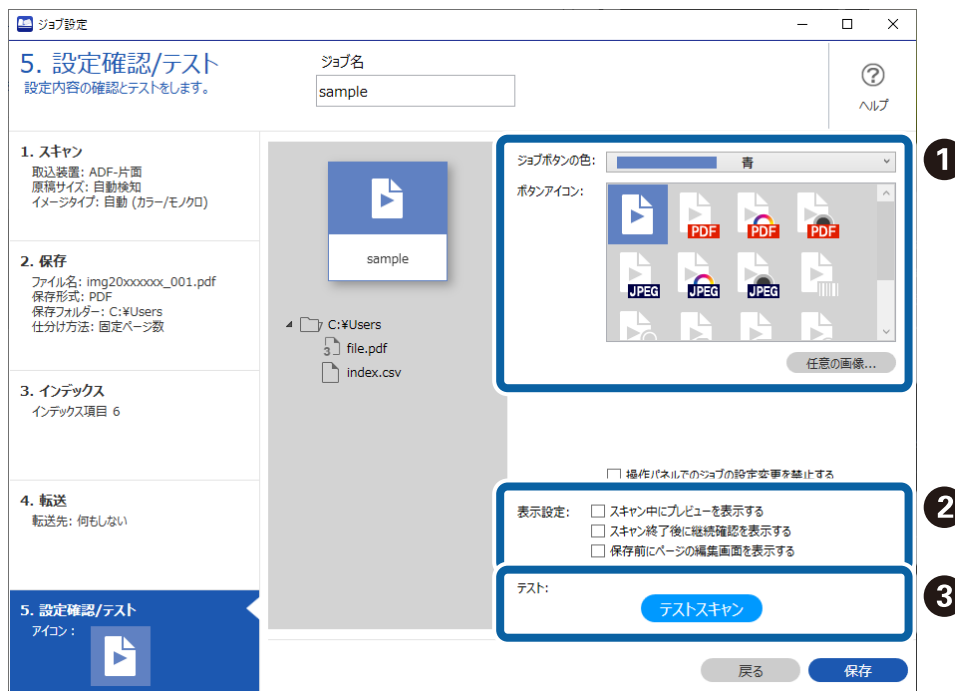 ジョブ設定
5. 設定確認/テスト
設定内容の確認とテストをします。
ジョブ名
sample
ヘルプ
1. スキャン
取込装置: ADF-片面
原稿サイズ: 自動検知
イメージタイプ: 自動 (カラー/モノクロ)
2. 保存
ファイル名: img20xxxxxx_001.pdf
保存形式: PDF
保存フォルダー: C:¥Users
仕分け方法: 固定ページ数
3. インデックス
インデックス項目 6
4. 転送
転送先: 何もしない
5. 設定確認/テスト
アイコン :
sample
C:¥Users
3 file.pdf
index.csv
ジョブボタンの色: 青
1
ボタンアイコン:
PDF PDF PDF
JPEG JPEG JPEG
任意の画像...
操作パネルでのジョブの設定変更を禁止する
表示設定: スキャン中にプレビューを表示する
2
スキャン終了後に継続確認を表示する
保存前にページの編集画面を表示する
テスト:
3
テストスキャン
戻る 保存